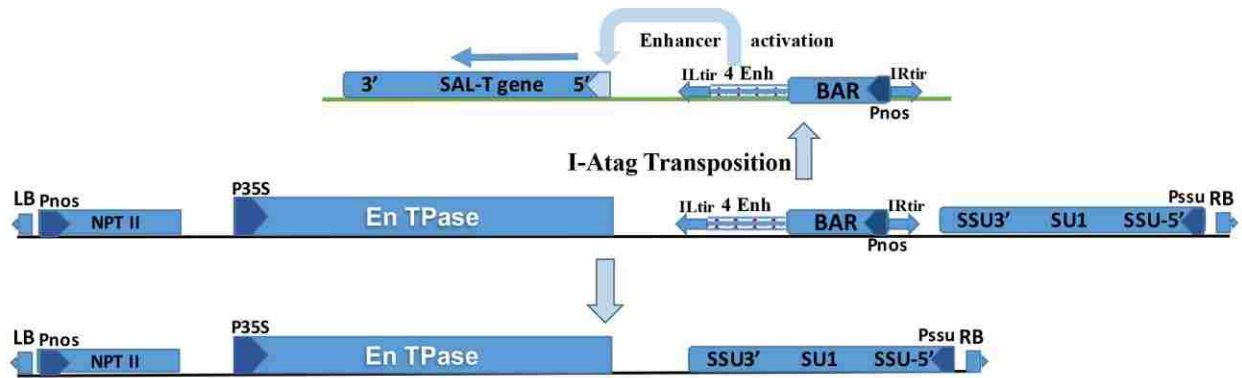 Enhancer activation
ILtir 4 Enh IRtir
3’ SAL-T gene 5’ BAR
Pnos
I-Atag Transposition
LB Pnos P35S ILtir 4 Enh IRtir Pssu RB
NPT II En TPase BAR SSU3’ SU1 SSU-5’
Pnos
LB Pnos P35S Pssu RB
NPT II En TPase SSU3’ SU1 SSU-5’